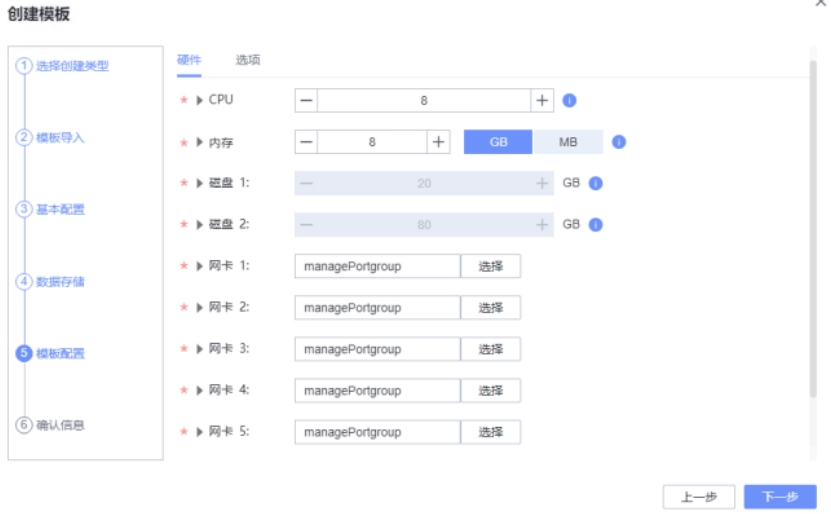 创建模板
1 选择创建类型
2 模板导入
3 基本配置
4 数据存储
5 模板配置
6 确认信息
硬件 选项
* CPU 8
* 内存 8 GB MB
* 磁盘 1: 20 GB
* 磁盘 2: 80 GB
* 网卡 1: managePortgroup 选择
* 网卡 2: managePortgroup 选择
* 网卡 3: managePortgroup 选择
* 网卡 4: managePortgroup 选择
* 网卡 5: managePortgroup 选择
上一步 下一步